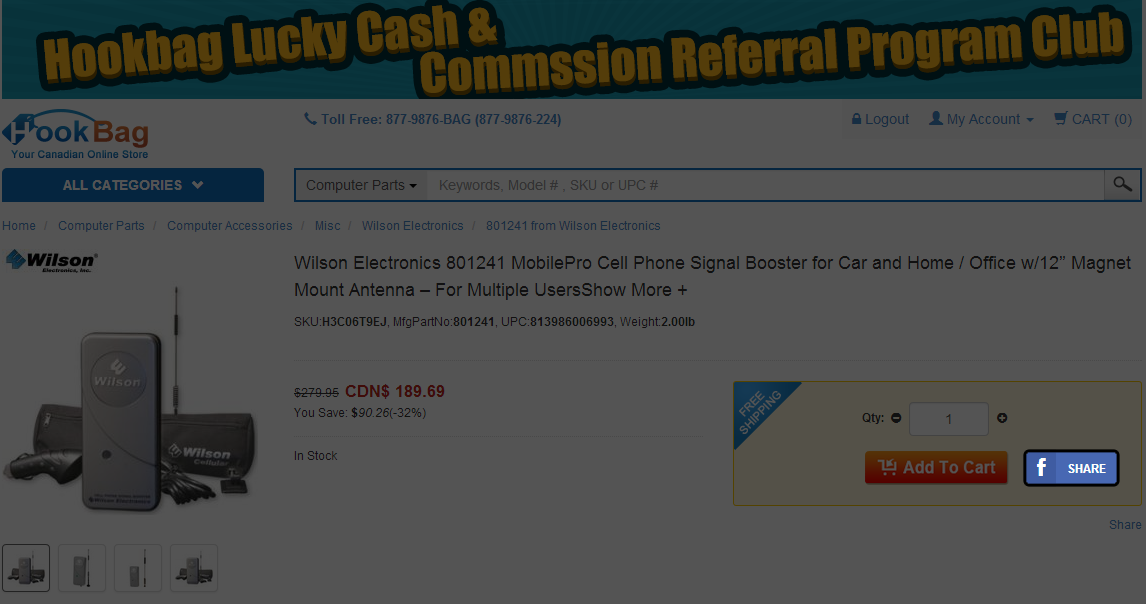 Hookbag Lucky Cash &
Commssion Referral Program Club
HookBag
Your Canadian Online Store
Toll Free: 877-9876-BAG (877-9876-224)
Logout
My Account
CART (0)
ALL CATEGORIES
Computer Parts
Keywords, Model # , SKU or UPC #
Home / Computer Parts / Computer Accessories / Misc / Wilson Electronics / 801241 from Wilson Electronics
Wilson®
Electronics, Inc.
Wilson Electronics 801241 MobilePro Cell Phone Signal Booster for Car and Home / Office w/12” Magnet
Mount Antenna – For Multiple UsersShow More +
SKU:H3C06T9EJ, MfgPartNo:801241, UPC:813986006993, Weight:2.00lb
Wilson
Wilson
Cellular
Wilson Electronics
$279.95 CDN$ 189.69
You Save: $90.26(-32%)
In Stock
FREE
SHIPPING
Qty:
1
Add To Cart
f SHARE
Share